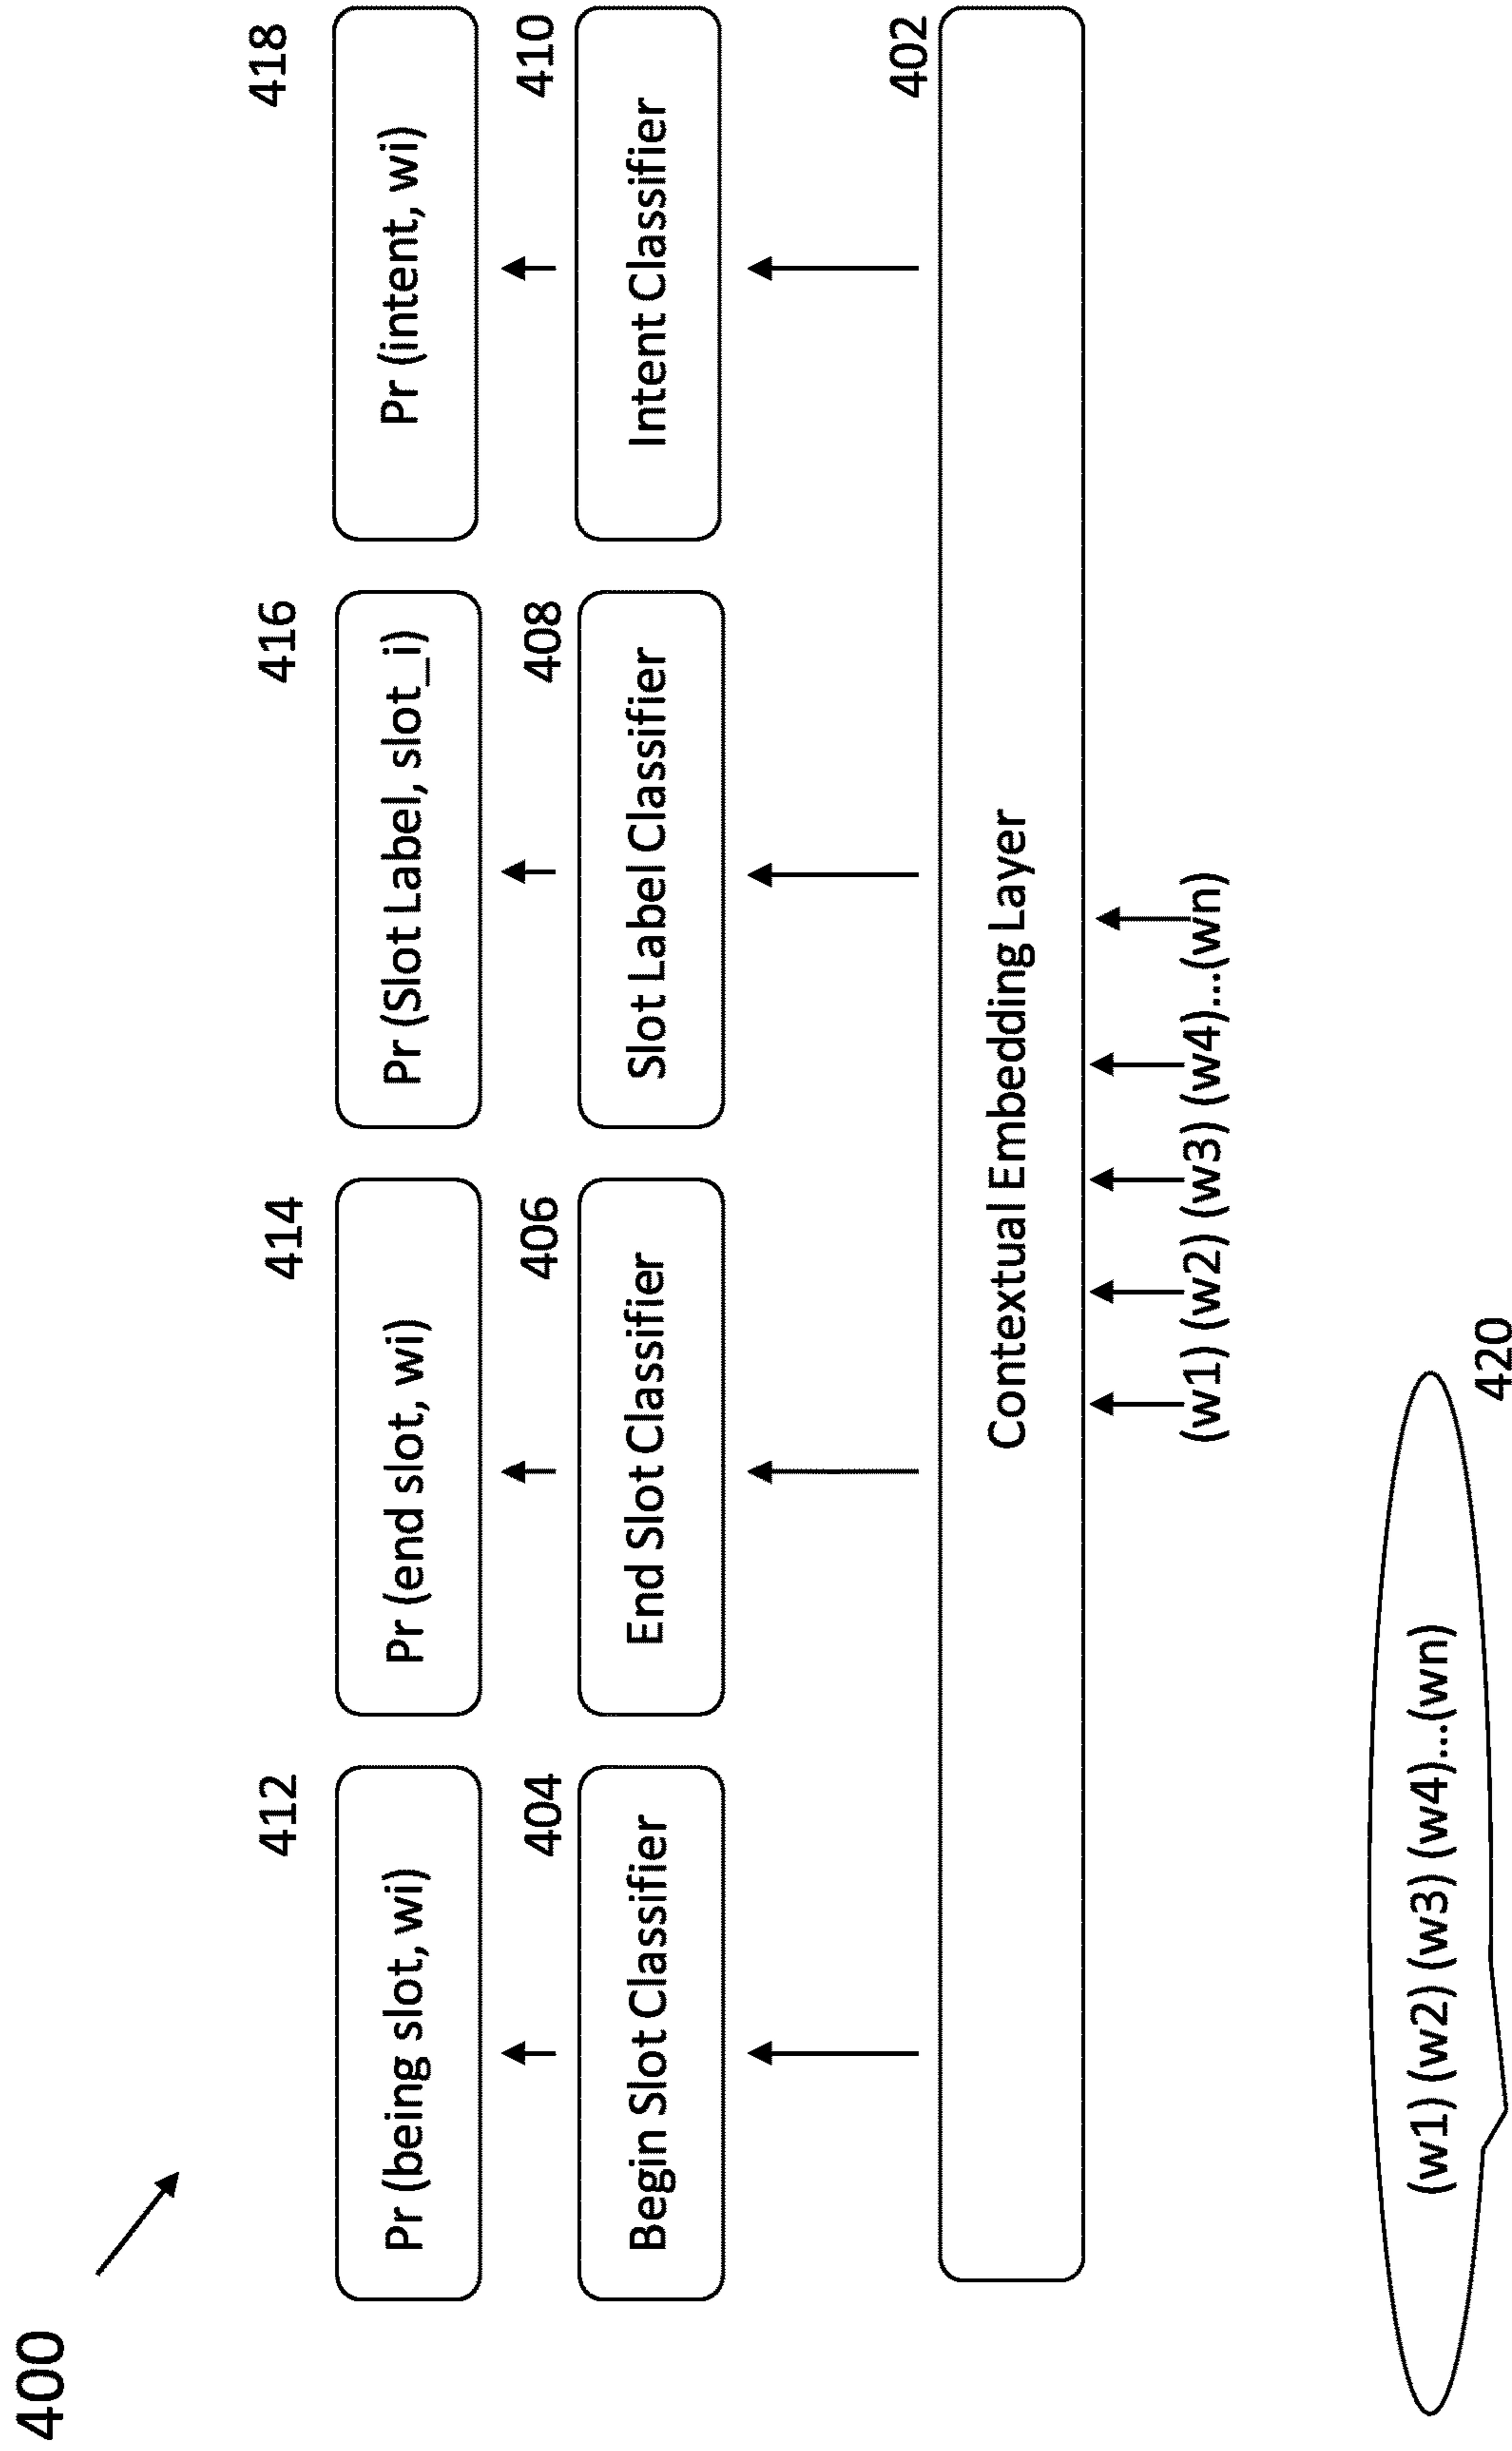 400
412
414
416
418
Pr (being slot, wi)
Pr (end slot, wi)
Pr (Slot Label, slot_i)
Pr (intent, wi)
404
406
408
410
Begin Slot Classifier
End Slot Classifier
Slot Label Classifier
Intent Classifier
402
Contextual Embedding Layer
(w1) (w2) (w3) (w4)...(wn)
(w1) (w2) (w3) (w4)...(wn)
420